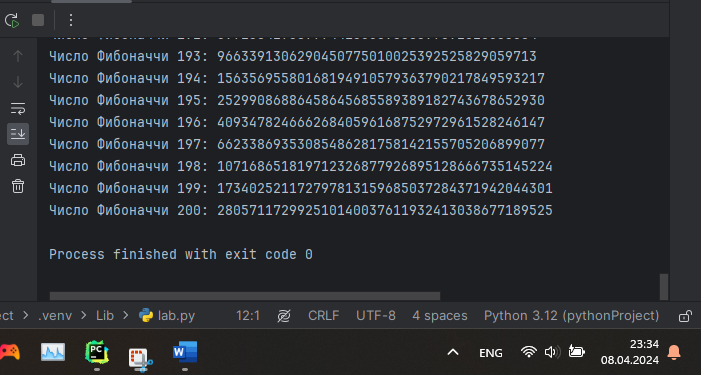 Число Фибоначчи 193: 9663391306290450775010025392525829059713
Число Фибоначчи 194: 15635695580168194910579363790217849593217
Число Фибоначчи 195: 25299086886458645685589389182743678652930
Число Фибоначчи 196: 40934782466626840596168752972961528246147
Число Фибоначчи 197: 66233869353085486281758142155705206899077
Число Фибоначчи 198: 107168651819712326877926895128666735145224
Число Фибоначчи 199: 173402521172797813159685037284371942044301
Число Фибоначчи 200: 280571172992510140037611932413038677189525
Process finished with exit code 0
ect > .venv > Lib > lab.py 12:1 CRLF UTF-8 4 spaces Python 3.12 (pythonProject)
PC W ENG 23:34
08.04.2024